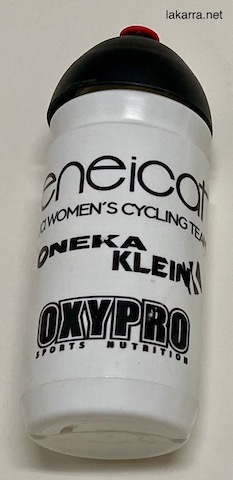 lakarra.net
eneicat
a WOMEN'S CYCLING TEAM
ONEKA
KLEIN
OXYPRO
SPORTS NUTRITION